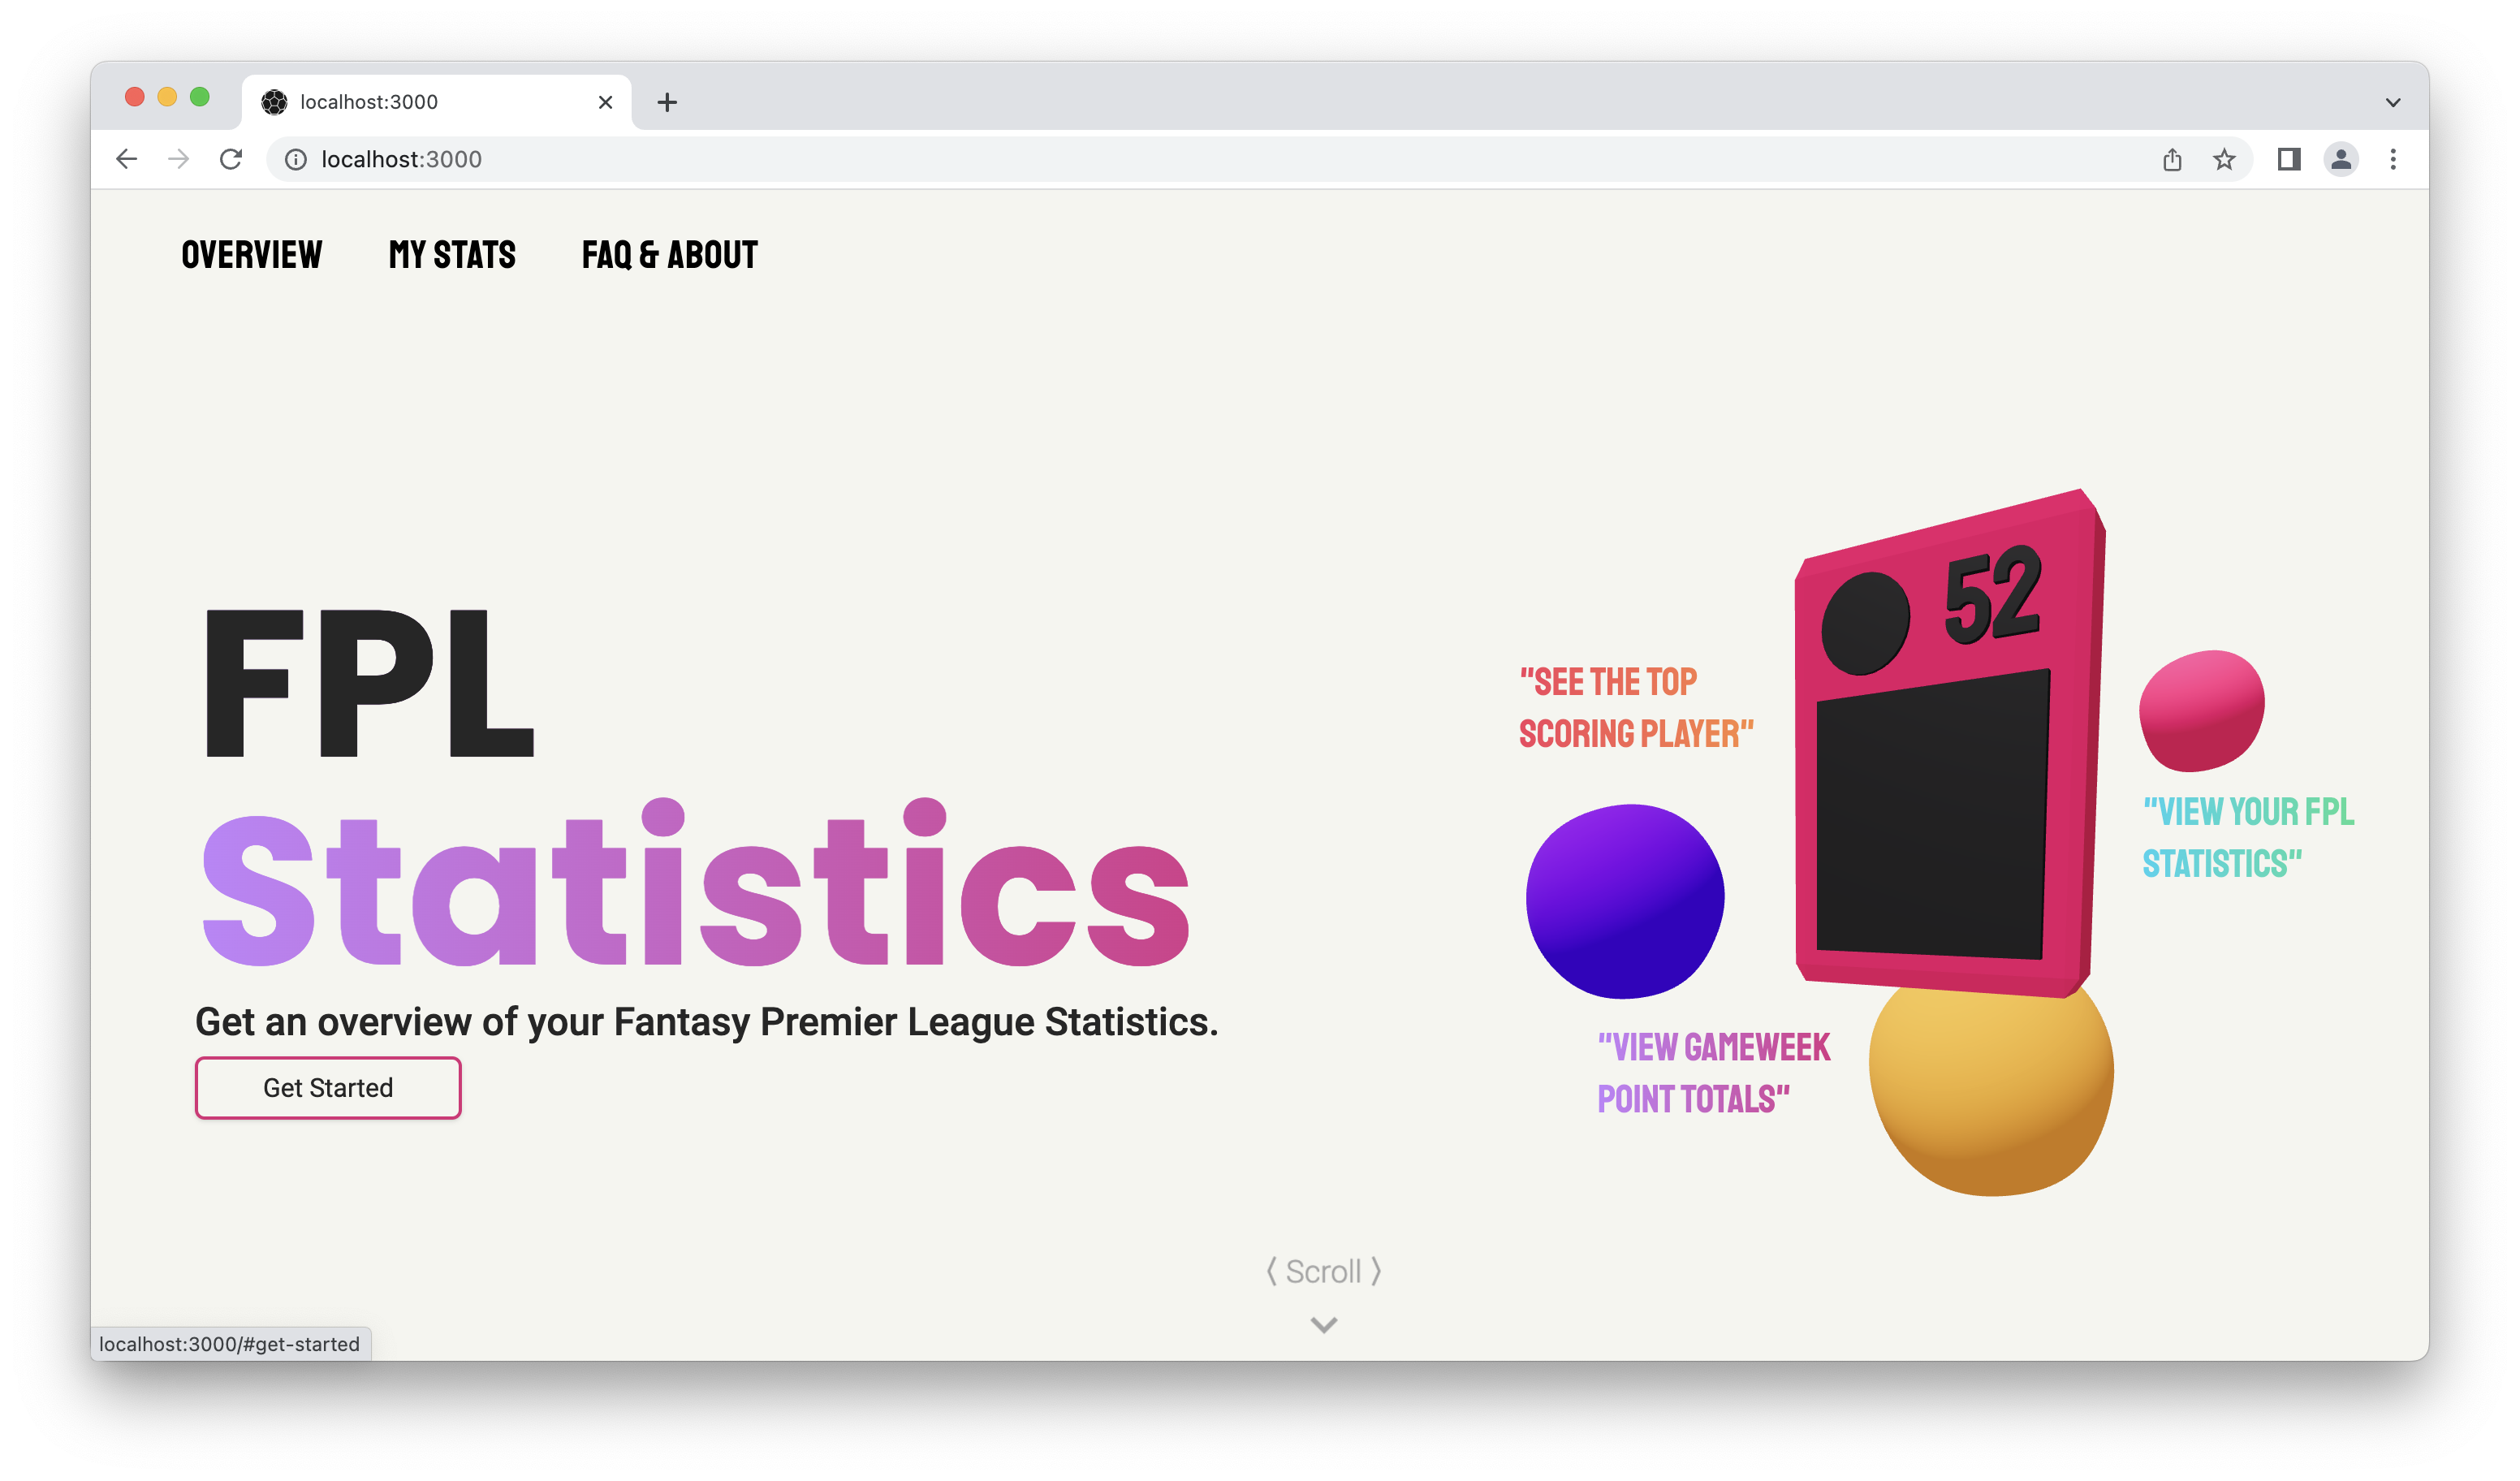 localhost:3000
localhost:3000
OVERVIEW MY STATS FAQ & ABOUT
FPL
Statistics
Get an overview of your Fantasy Premier League Statistics.
Get Started
52
"SEE THE TOP
SCORING PLAYER"
"VIEW YOUR FPL
STATISTICS"
"VIEW GAMEWEEK
POINT TOTALS"
⟨ Scroll ⟩
localhost:3000/#get-started